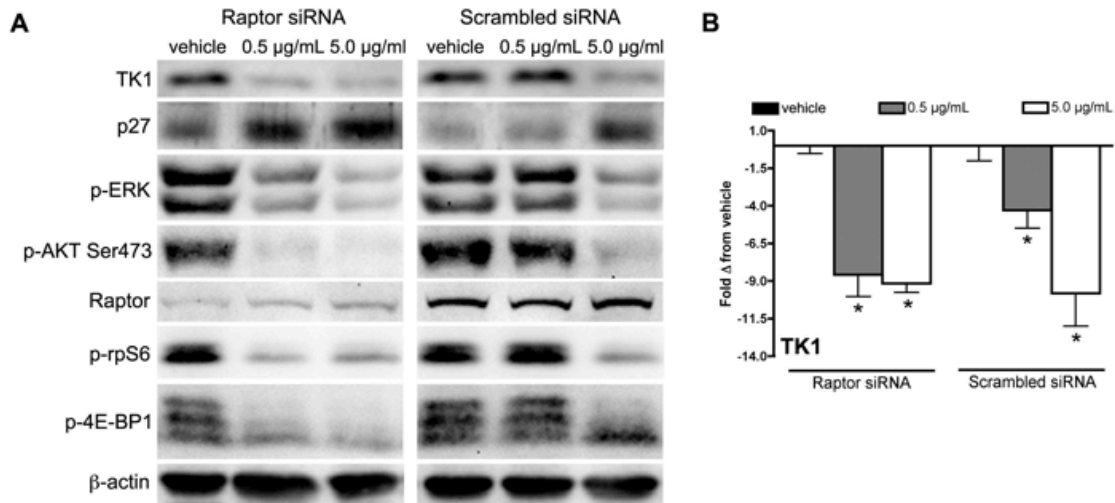 A
Raptor siRNA
Scrambled siRNA
vehicle 0.5 µg/mL 5.0 µg/ml
vehicle 0.5 µg/mL 5.0 µg/ml
TK1
p27
p-ERK
p-AKT Ser473
Raptor
p-rpS6
p-4E-BP1
β-actin
B
vehicle 0.5 µg/mL 5.0 µg/mL
Fold Δ from vehicle
1.0
-1.5
-4.0
-6.5
-9.0
-11.5
-14.0
* * * *
TK1
Raptor siRNA Scrambled siRNA